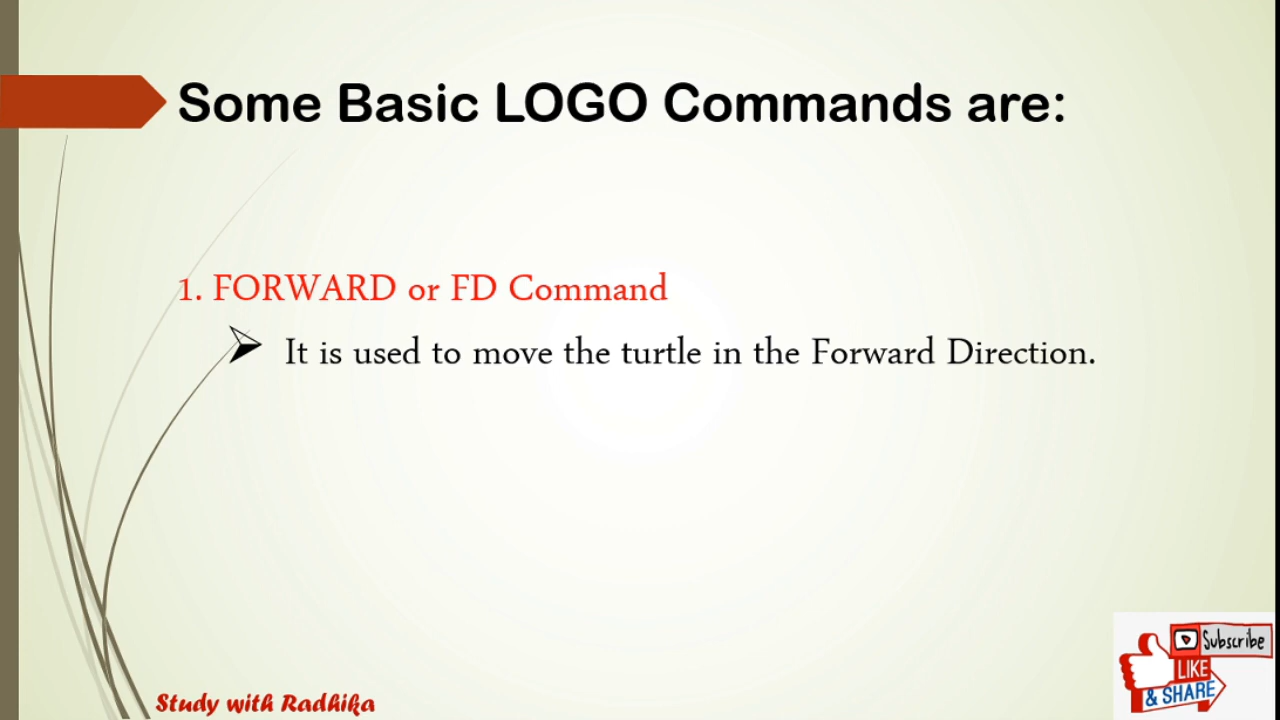 Some Basic LOGO Commands are:
1. FORWARD or FD Command
It is used to move the turtle in the Forward Direction.
Subscribe
LIKE
& SHARE
Study with Radhika